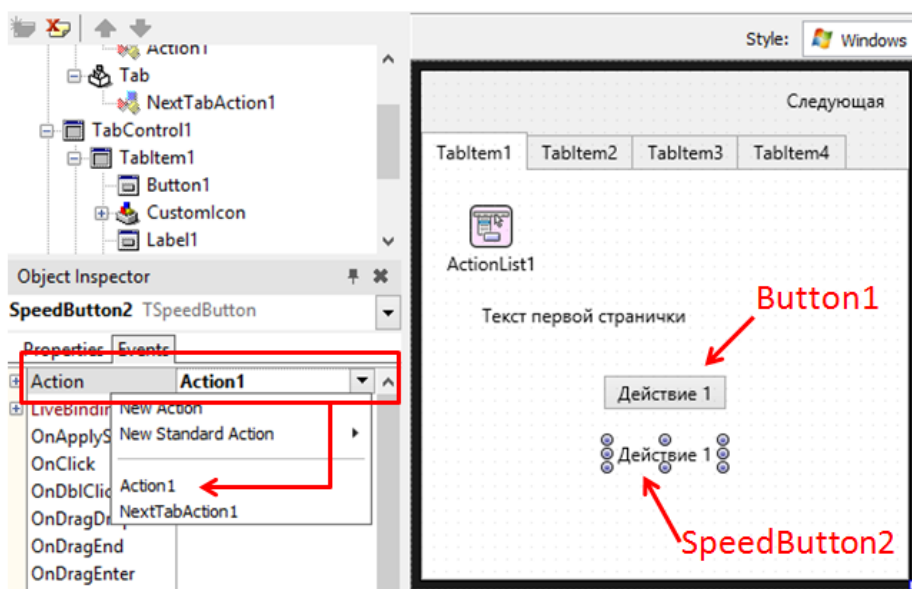 Action1
Tab
NextTabAction1
TabControl1
TabItem1
Button1
CustomIcon
Label1
Object Inspector
SpeedButton2 TSpeedButton
Properties Events
Action Action1
LiveBindin
New Action
OnApplyS
New Standard Action
OnClick
OnDblClic
Action1
OnDragDr
NextTabAction1
OnDragEnd
OnDragEnter
Style: Windows
Следующая
TabItem1 TabItem2 TabItem3 TabItem4
ActionList1
Button1
Текст первой странички
Действие 1
Действие 1
SpeedButton2